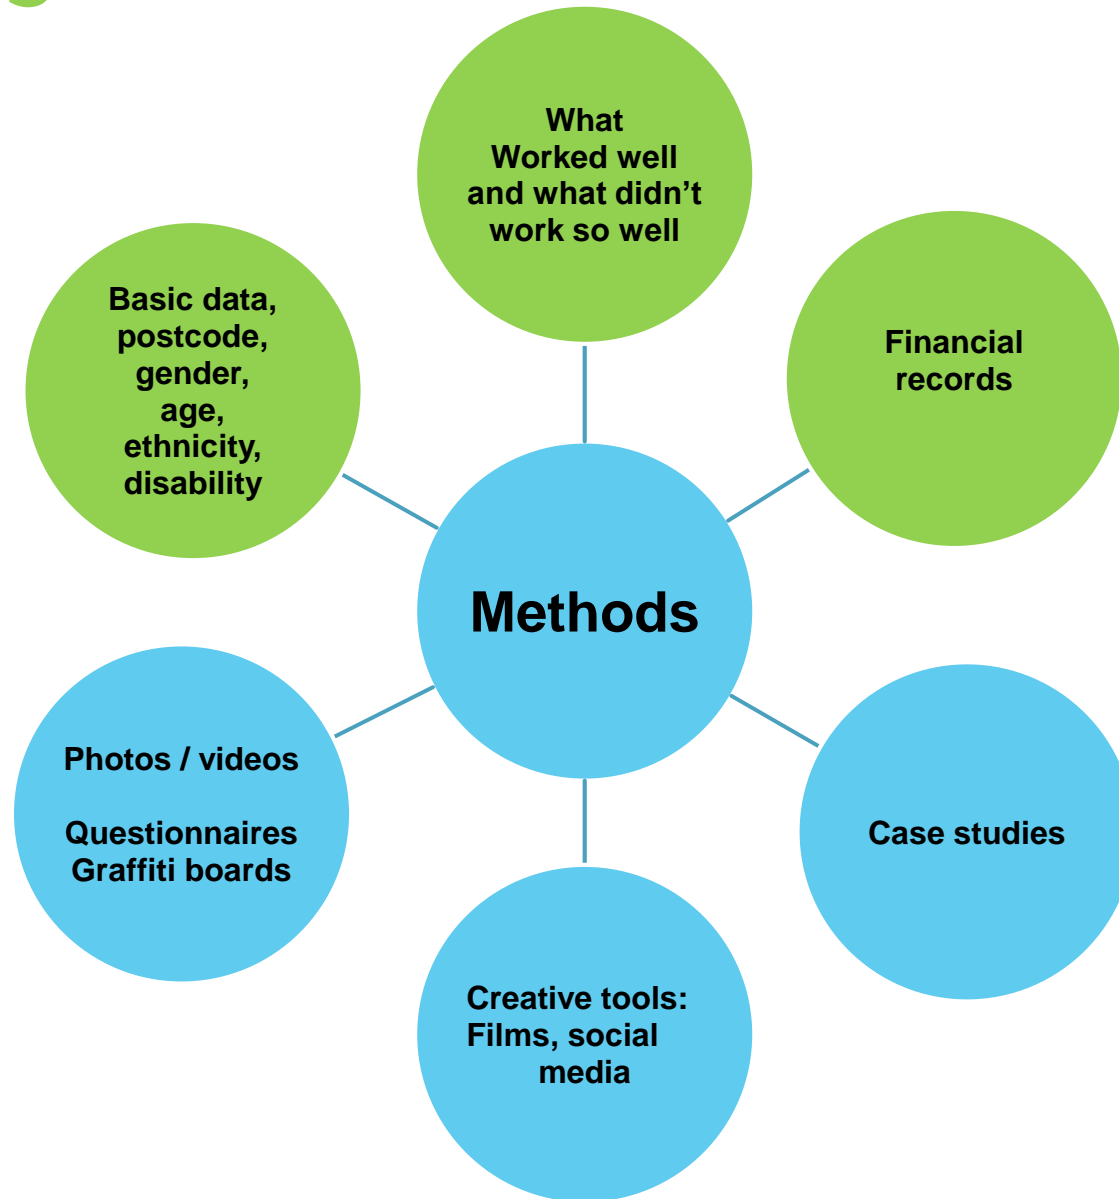 What
Worked well
and what didn’t
work so well
Basic data,
postcode,
gender,
age,
ethnicity,
disability
Financial
records
Methods
Photos / videos
Questionnaires
Graffiti boards
Case studies
Creative tools:
Films, social
media